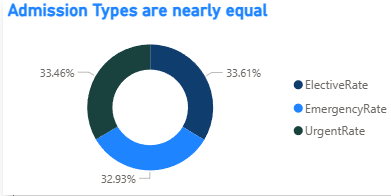 Admission Types are nearly equal
33.46%
33.61%
ElectiveRate
EmergencyRate
UrgentRate
32.93%